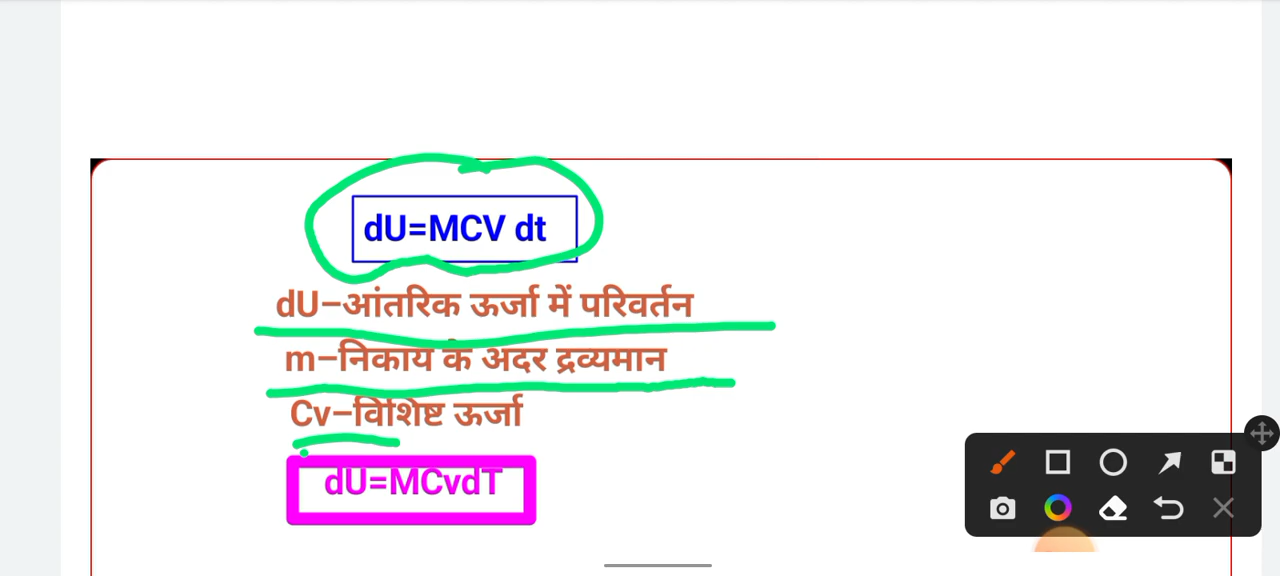 dU=MCV dt
dU–आंतरिक ऊर्जा में परिवर्तन
m–निकाय के अदर द्रव्यमान
Cv–विशिष्ट ऊर्जा
dU=MCvdT